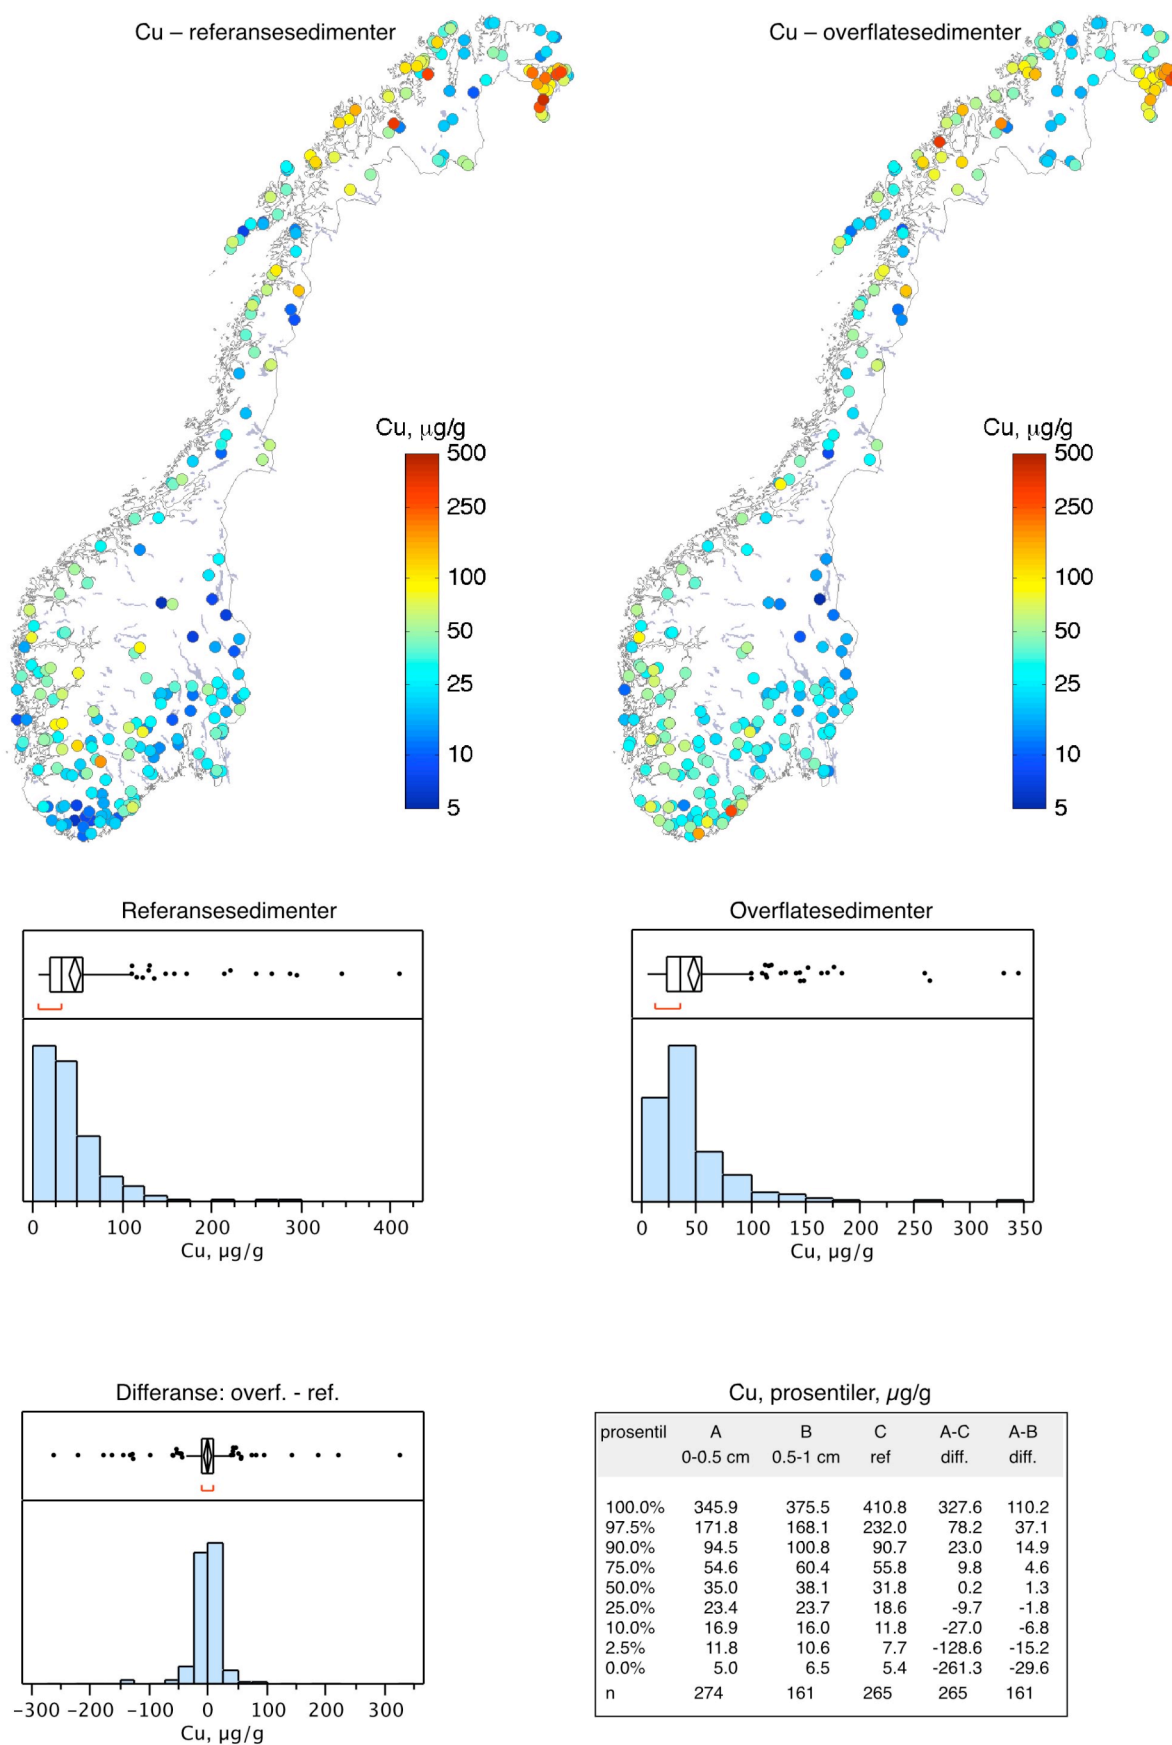 Cu – referansesedimenter
Cu – overflatesedimenter
Cu, µg/g
500
250
100
50
25
10
5
Cu, µg/g
500
250
100
50
25
10
5
Referansesedimenter
0 100 200 300 400
Cu, µg/g
Overflatesedimenter
0 50 100 150 200 250 300 350
Cu, µg/g
Differanse: overf. - ref.
−300 −200 −100 0 100 200 300
Cu, µg/g
Cu, prosentiler, µg/g
prosentil A B C A-C A-B
0-0.5 cm 0.5-1 cm ref diff. diff.
100.0% 345.9 375.5 410.8 327.6 110.2
97.5% 171.8 168.1 232.0 78.2 37.1
90.0% 94.5 100.8 90.7 23.0 14.9
75.0% 54.6 60.4 55.8 9.8 4.6
50.0% 35.0 38.1 31.8 0.2 1.3
25.0% 23.4 23.7 18.6 -9.7 -1.8
10.0% 16.9 16.0 11.8 -27.0 -6.8
2.5% 11.8 10.6 7.7 -128.6 -15.2
0.0% 5.0 6.5 5.4 -261.3 -29.6
n 274 161 265 265 161